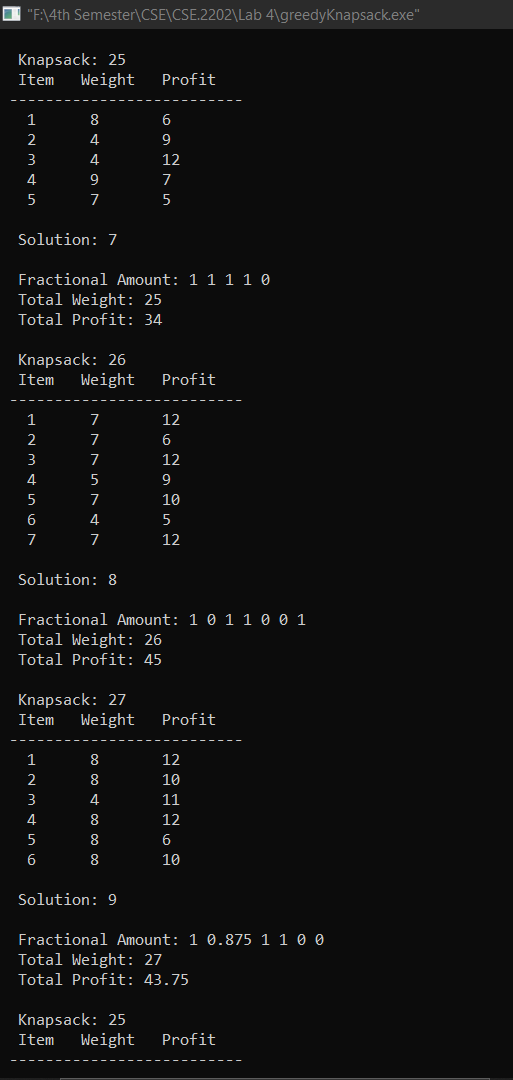 "F:\4th Semester\CSE\CSE.2202\Lab 4\greedyKnapsack.exe"
Knapsack: 25
Item Weight Profit
--------------------------
1 8 6
2 4 9
3 4 12
4 9 7
5 7 5
Solution: 7
Fractional Amount: 1 1 1 1 0
Total Weight: 25
Total Profit: 34
Knapsack: 26
Item Weight Profit
--------------------------
1 7 12
2 7 6
3 7 12
4 5 9
5 7 10
6 4 5
7 7 12
Solution: 8
Fractional Amount: 1 0 1 1 0 0 1
Total Weight: 26
Total Profit: 45
Knapsack: 27
Item Weight Profit
--------------------------
1 8 12
2 8 10
3 4 11
4 8 12
5 8 6
6 8 10
Solution: 9
Fractional Amount: 1 0.875 1 1 0 0
Total Weight: 27
Total Profit: 43.75
Knapsack: 25
Item Weight Profit
--------------------------